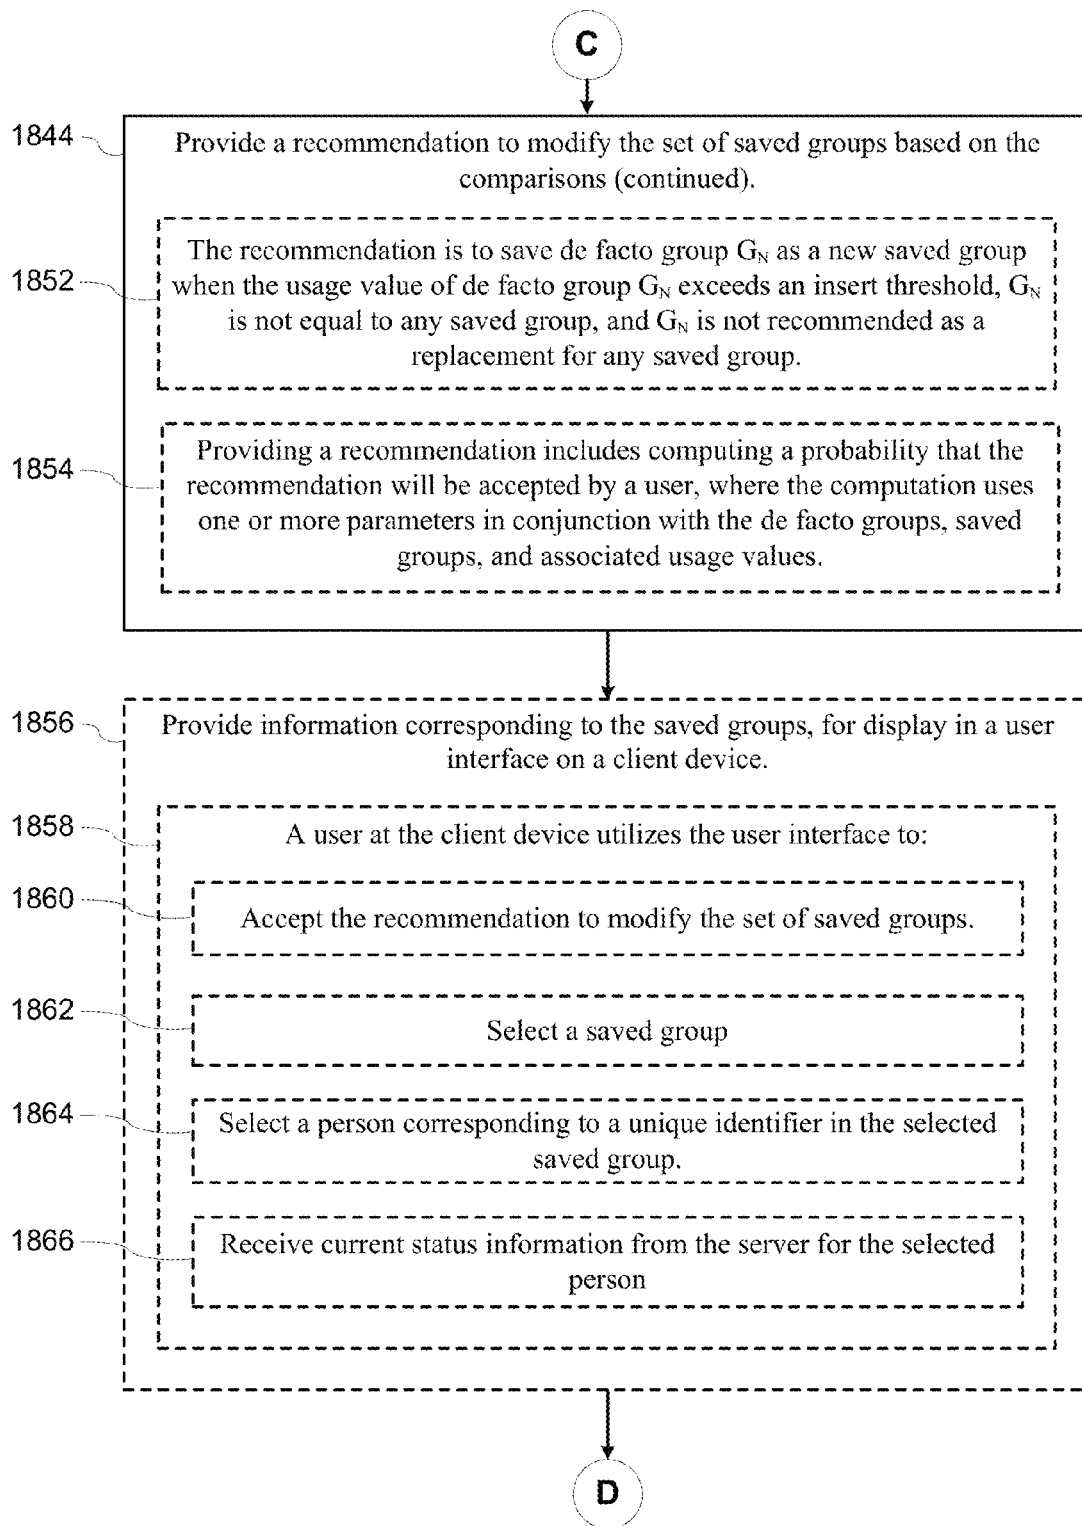 C
1844
Provide a recommendation to modify the set of saved groups based on the
comparisons (continued).
1852
The recommendation is to save de facto group G_N as a new saved group
when the usage value of de facto group G_N exceeds an insert threshold, G_N
is not equal to any saved group, and G_N is not recommended as a
replacement for any saved group.
1854
Providing a recommendation includes computing a probability that the
recommendation will be accepted by a user, where the computation uses
one or more parameters in conjunction with the de facto groups, saved
groups, and associated usage values.
1856
Provide information corresponding to the saved groups, for display in a user
interface on a client device.
1858
A user at the client device utilizes the user interface to:
1860
Accept the recommendation to modify the set of saved groups.
1862
Select a saved group
1864
Select a person corresponding to a unique identifier in the selected
saved group.
1866
Receive current status information from the server for the selected
person
D